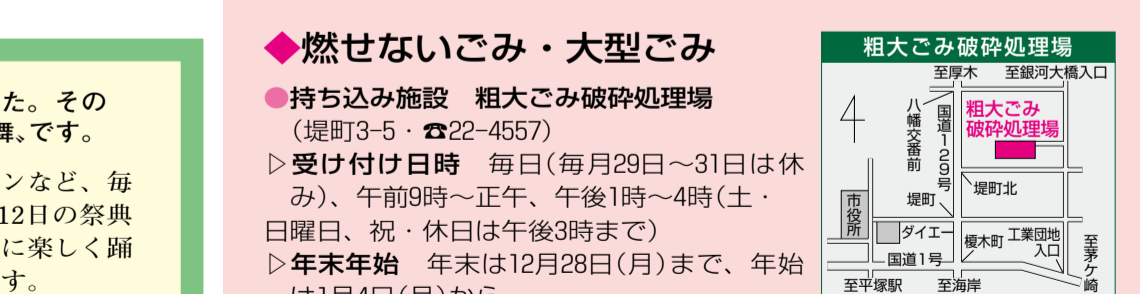 た。その
舞、です。
ンなど、毎
12日の祭典
に楽しく踊
す。
◆燃せないごみ・大型ごみ
●持ち込み施設　粗大ごみ破砕処理場
（堤町3−5・☎22−4557）
▷受け付け日時　毎日（毎月29日〜31日は休
み）、午前9時〜正午、午後1時〜4時（土・
日曜日、祝・休日は午後3時まで）
▷年末年始　年末は12月28日（月）まで、年始
は1月4日（月）から
粗大ごみ破砕処理場
至厚木
至銀河大橋入口
八幡交番前
国道129号
粗大ごみ
破砕処理場
堤町北
堤町
市役所
ダイエー
榎木町
工業団地
入口
国道1号
至茅ケ崎
至平塚駅
至海岸